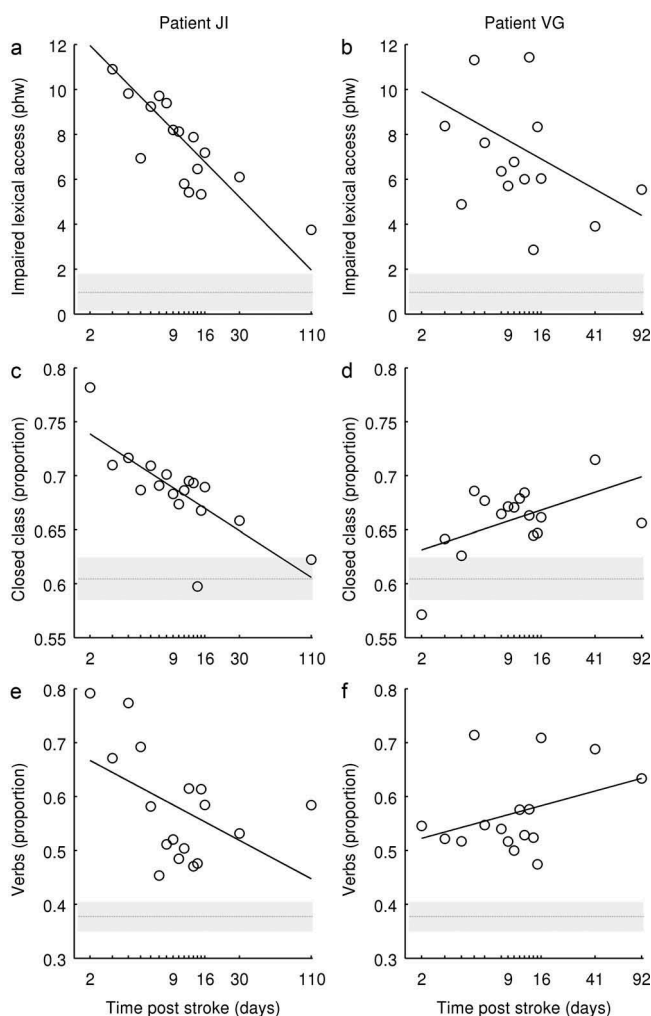 Patient JI Patient VG
a b
Impaired lexical access (phw) Impaired lexical access (phw)
12 12
10 10
8 8
6 6
4 4
2 2
0 0
2 9 16 30 110 2 9 16 41 92
c d
Closed class (proportion) Closed class (proportion)
0.8 0.8
0.75 0.75
0.7 0.7
0.65 0.65
0.6 0.6
0.55 0.55
2 9 16 30 110 2 9 16 41 92
e f
Verbs (proportion) Verbs (proportion)
0.8 0.8
0.7 0.7
0.6 0.6
0.5 0.5
0.4 0.4
0.3 0.3
2 9 16 30 110 2 9 16 41 92
Time post stroke (days) Time post stroke (days)